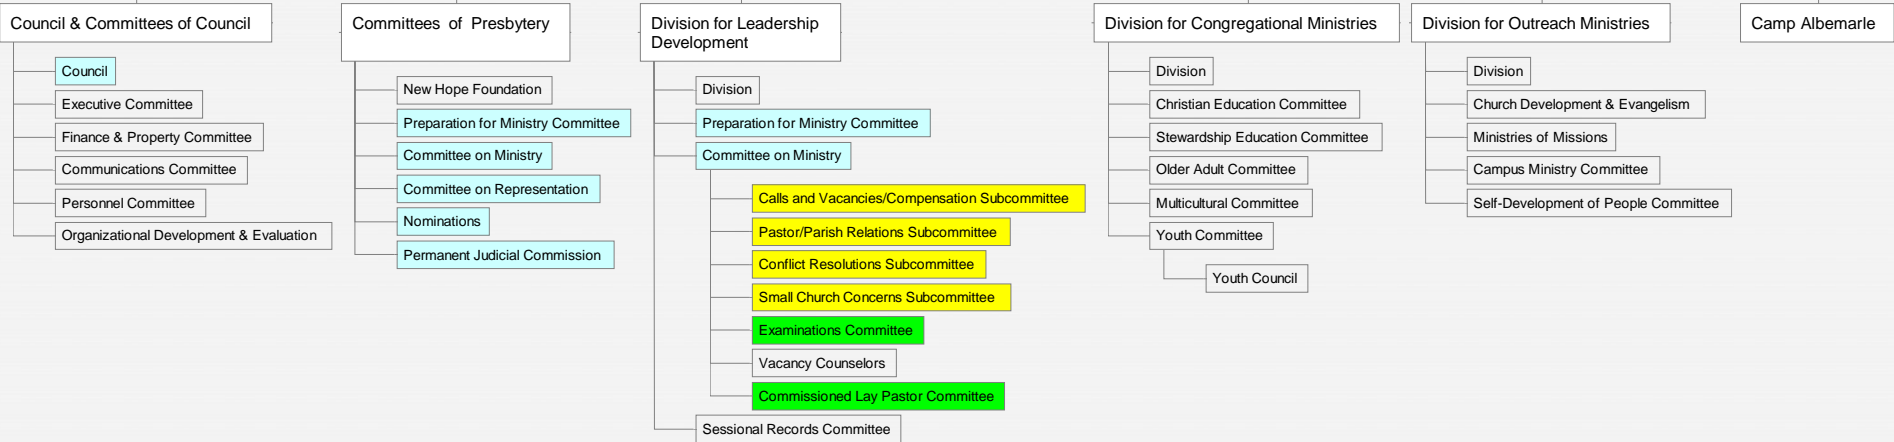 Council & Committees of Council
Council
Executive Committee
Finance & Property Committee
Communications Committee
Personnel Committee
Organizational Development & Evaluation
Committees of Presbytery
New Hope Foundation
Preparation for Ministry Committee
Committee on Ministry
Committee on Representation
Nominations
Permanent Judicial Commission
Division for Leadership
Development
Division
Preparation for Ministry Committee
Committee on Ministry
Calls and Vacancies/Compensation Subcommittee
Pastor/Parish Relations Subcommittee
Conflict Resolutions Subcommittee
Small Church Concerns Subcommittee
Examinations Committee
Vacancy Counselors
Commissioned Lay Pastor Committee
Sessional Records Committee
Division for Congregational Ministries
Division
Christian Education Committee
Stewardship Education Committee
Older Adult Committee
Multicultural Committee
Youth Committee
Youth Council
Division for Outreach Ministries
Division
Church Development & Evangelism
Ministries of Missions
Campus Ministry Committee
Self-Development of People Committee
Camp Albemarle